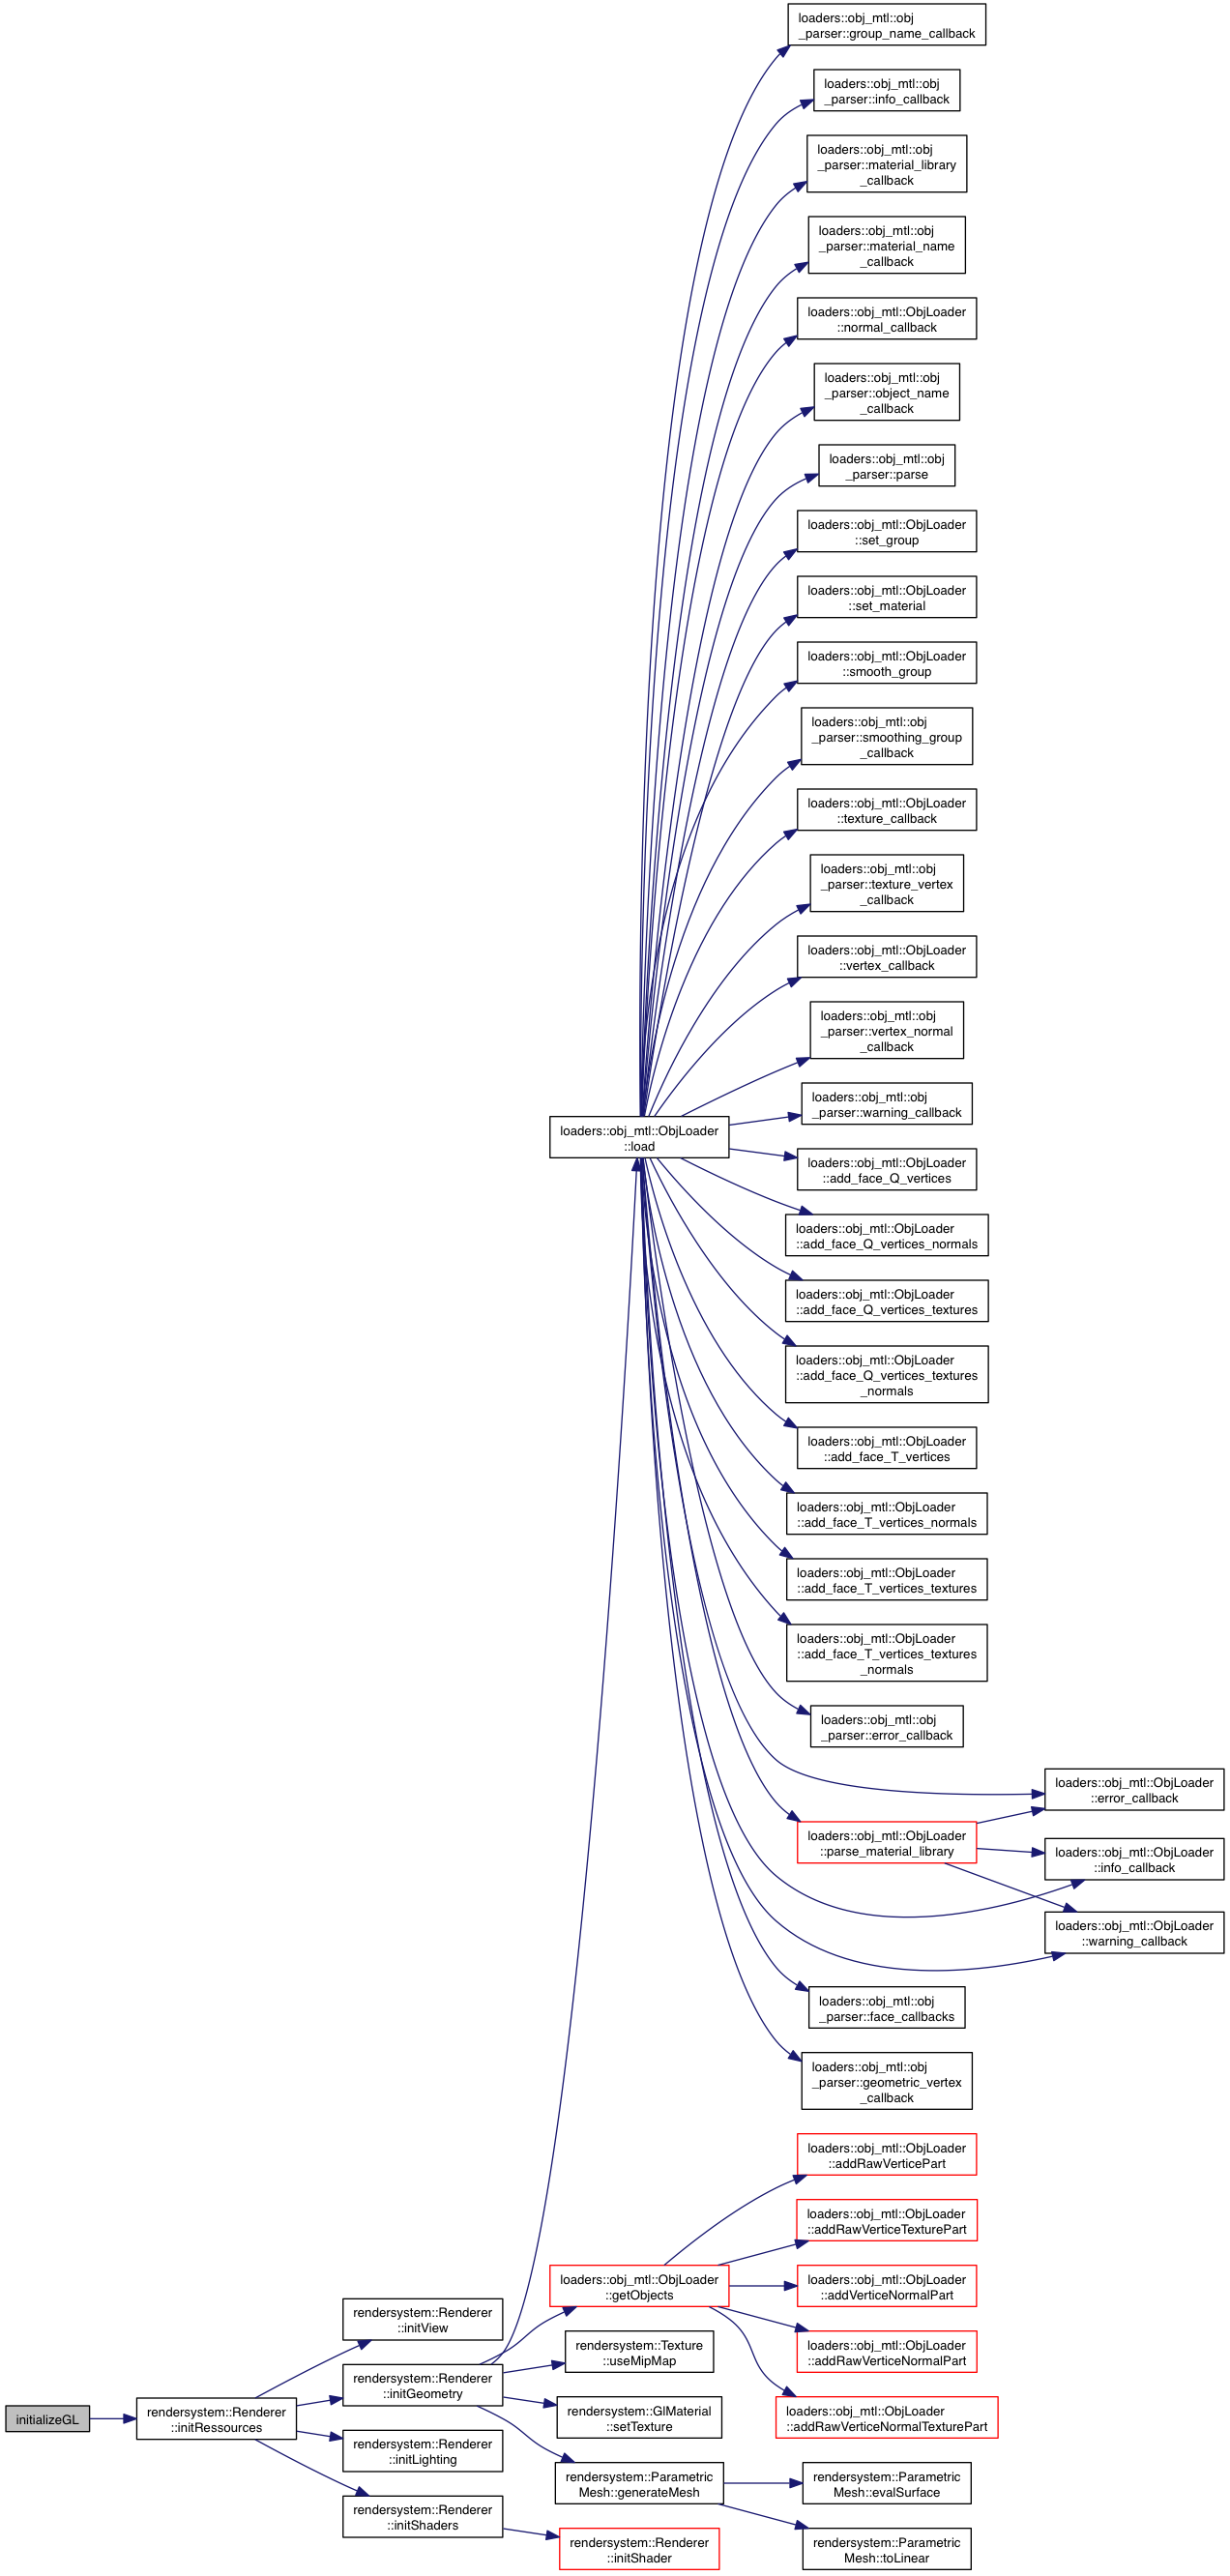 loaders::obj_mtl::obj
_parser::group_name_callback
loaders::obj_mtl::obj
_parser::info_callback
loaders::obj_mtl::obj
_parser::material_library
_callback
loaders::obj_mtl::obj
_parser::material_name
_callback
loaders::obj_mtl::ObjLoader
::normal_callback
loaders::obj_mtl::obj
_parser::object_name
_callback
loaders::obj_mtl::obj
_parser::parse
loaders::obj_mtl::ObjLoader
::set_group
loaders::obj_mtl::ObjLoader
::set_material
loaders::obj_mtl::ObjLoader
::smooth_group
loaders::obj_mtl::obj
_parser::smoothing_group
_callback
loaders::obj_mtl::ObjLoader
::texture_callback
loaders::obj_mtl::obj
_parser::texture_vertex
_callback
loaders::obj_mtl::ObjLoader
::vertex_callback
loaders::obj_mtl::obj
_parser::vertex_normal
_callback
loaders::obj_mtl::obj
_parser::warning_callback
loaders::obj_mtl::ObjLoader
::load
loaders::obj_mtl::ObjLoader
::add_face_Q_vertices
loaders::obj_mtl::ObjLoader
::add_face_Q_vertices_normals
loaders::obj_mtl::ObjLoader
::add_face_Q_vertices_textures
loaders::obj_mtl::ObjLoader
::add_face_Q_vertices_textures
_normals
loaders::obj_mtl::ObjLoader
::add_face_T_vertices
loaders::obj_mtl::ObjLoader
::add_face_T_vertices_normals
loaders::obj_mtl::ObjLoader
::add_face_T_vertices_textures
loaders::obj_mtl::ObjLoader
::add_face_T_vertices_textures
_normals
loaders::obj_mtl::obj
_parser::error_callback
loaders::obj_mtl::ObjLoader
::error_callback
loaders::obj_mtl::ObjLoader
::parse_material_library
loaders::obj_mtl::ObjLoader
::info_callback
loaders::obj_mtl::ObjLoader
::warning_callback
loaders::obj_mtl::obj
_parser::face_callbacks
loaders::obj_mtl::obj
_parser::geometric_vertex
_callback
loaders::obj_mtl::ObjLoader
::addRawVerticePart
loaders::obj_mtl::ObjLoader
::addRawVerticeTexturePart
loaders::obj_mtl::ObjLoader
::getObjects
loaders::obj_mtl::ObjLoader
::addVerticeNormalPart
rendersystem::Renderer
::initView
rendersystem::Texture
::useMipMap
loaders::obj_mtl::ObjLoader
::addRawVerticeNormalPart
rendersystem::Renderer
::initGeometry
initializeGL
rendersystem::Renderer
::initRessources
rendersystem::GlMaterial
::setTexture
loaders::obj_mtl::ObjLoader
::addRawVerticeNormalTexturePart
rendersystem::Renderer
::initLighting
rendersystem::Parametric
Mesh::generateMesh
rendersystem::Parametric
Mesh::evalSurface
rendersystem::Renderer
::initShaders
rendersystem::Renderer
::initShader
rendersystem::Parametric
Mesh::toLinear